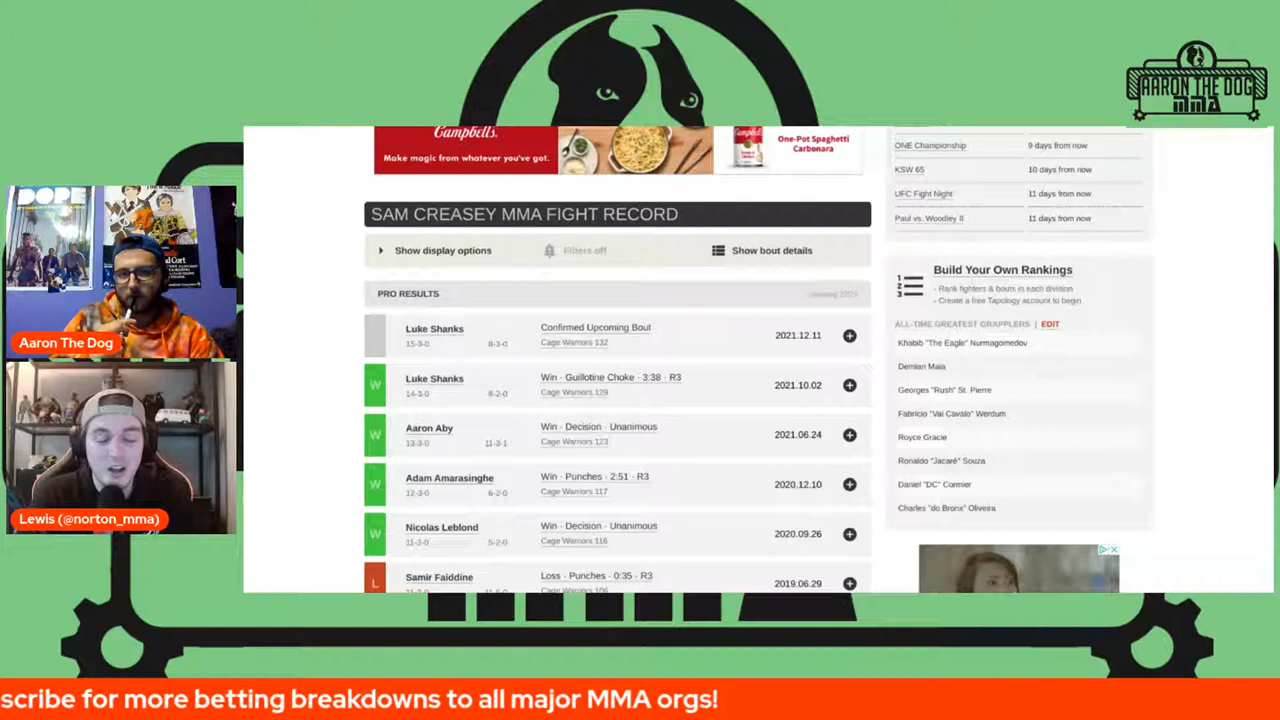 AARON THE DOG
MMA
Campbell's.
Make magic from whatever you've got.
One-Pot Spaghetti
Carbonara
ONE Championship 9 days from now
KSW 65 10 days from now
UFC Fight Night 11 days from now
Paul vs. Woodley II 11 days from now
DOPE
SAM CREASEY MMA FIGHT RECORD
Show display options Filters off Show bout details
PRO RESULTS
Luke Shanks Confirmed Upcoming Bout 2021.12.11
15-3-0 8-3-0 Cage Warriors 132
W Luke Shanks Win · Guillotine Choke · 3:38 · R3 2021.10.02
14-3-0 8-2-0 Cage Warriors 129
W Aaron Aby Win · Decision · Unanimous 2021.06.24
13-3-0 11-3-1 Cage Warriors 123
W Adam Amarasinghe Win · Punches · 2:51 · R3 2020.12.10
12-3-0 6-2-0 Cage Warriors 117
W Nicolas Leblond Win · Decision · Unanimous 2020.09.26
11-3-0 5-2-0 Cage Warriors 116
L Samir Faiddine Loss · Punches · 0:35 · R3 2019.06.29
Cage Warriors 106
Build Your Own Rankings
- Rank fighters & bouts in each division
- Create a free Tapology account to begin
ALL-TIME GREATEST GRAPPLERS | EDIT
Khabib "The Eagle" Nurmagomedov
Demian Maia
Georges "Rush" St. Pierre
Fabricio "Vai Cavalo" Werdum
Royce Gracie
Ronaldo "Jacaré" Souza
Daniel "DC" Cormier
Charles "do Bronx" Oliveira
Aaron The Dog
Lewis (@norton_mma)
scribe for more betting breakdowns to all major MMA orgs!